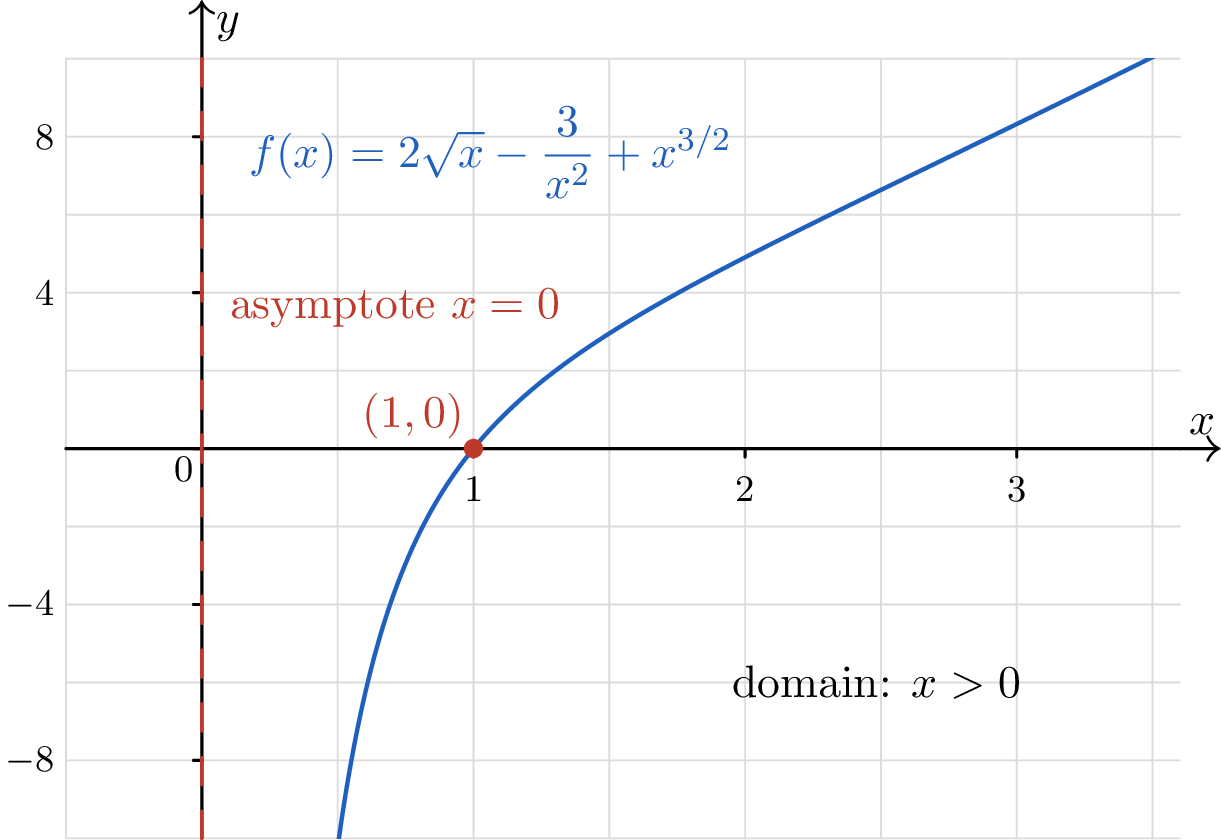 y
8
f(x) = 2√x − 3/x² + x^{3/2}
4
asymptote x = 0
(1, 0)
x
0
1 2 3
−4
domain: x > 0
−8